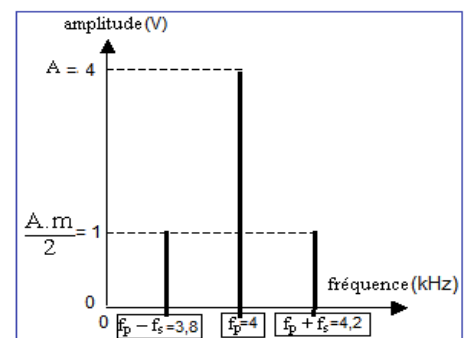 amplitude (V)
A = 4
A.m
2
= 1
0
fréquence (kHz)
0
fp − fs =3,8
fp=4
fp + fs =4,2